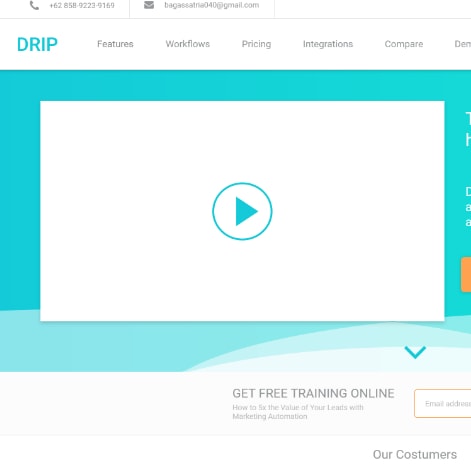 +62 858-9223-9169 bagassatria040@gmail.com
DRIP Features Workflows Pricing Integrations Compare
GET FREE TRAINING ONLINE
How to fix the Value of Your Leads with
Marketing Automation
Email address
Our Costumers